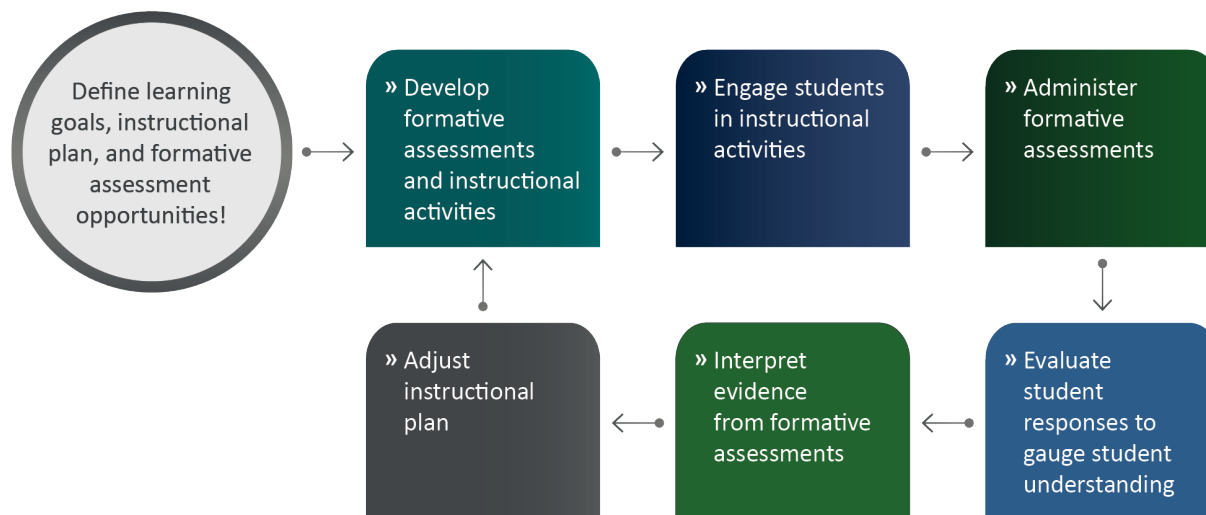 Define learning
goals, instructional
plan, and formative
assessment
opportunities!
» Develop
formative
assessments
and instructional
activities
» Engage students
in instructional
activities
» Administer
formative
assessments
» Evaluate
student
responses to
gauge student
understanding
» Interpret
evidence
from formative
assessments
» Adjust
instructional
plan